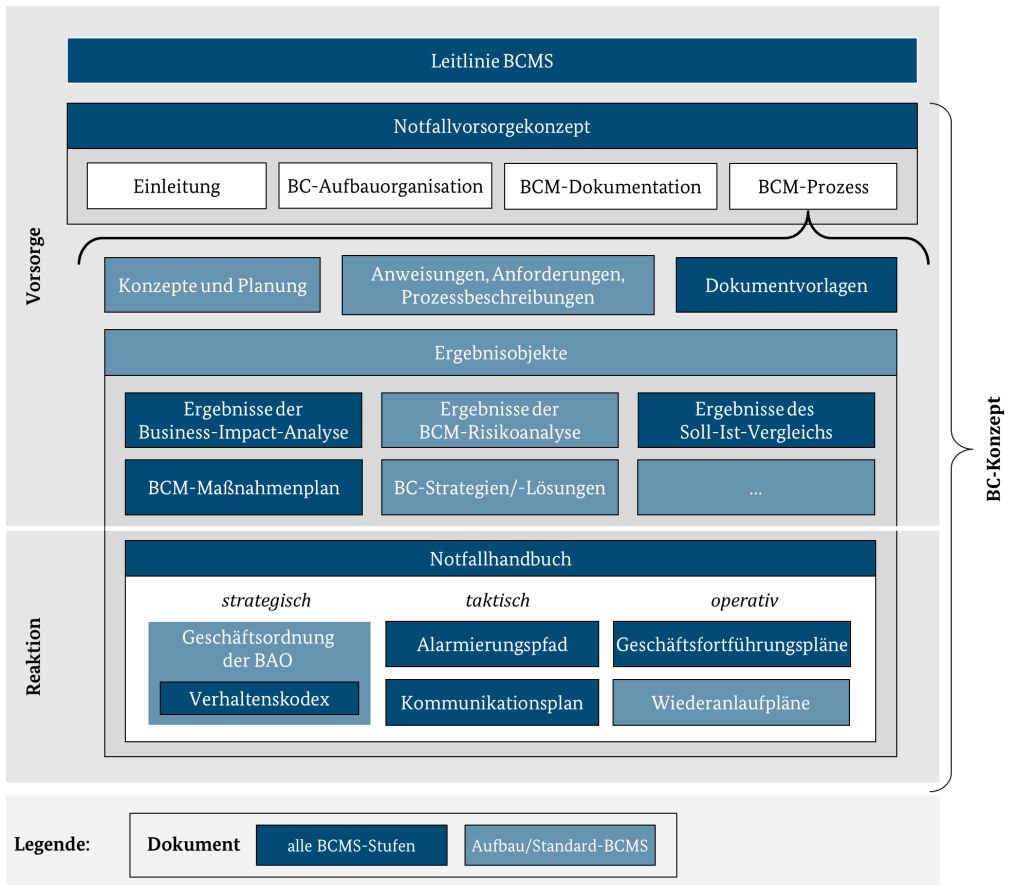 Leitlinie BCMS
Notfallvorsorgekonzept
Einleitung
BC-Aufbauorganisation
BCM-Dokumentation
BCM-Prozess
Vorsorge
Konzepte und Planung
Anweisungen, Anforderungen,
Prozessbeschreibungen
Dokumentvorlagen
Ergebnisobjekte
Ergebnisse der
Business-Impact-Analyse
Ergebnisse der
BCM-Risikoanalyse
Ergebnisse des
Soll-Ist-Vergleichs
BCM-Maßnahmenplan
BC-Strategien/-Lösungen
...
BC-Konzept
Reaktion
Notfallhandbuch
strategisch
taktisch
operativ
Geschäftsordnung
der BAO
Verhaltenskodex
Alarmierungspfad
Geschäftsfortführungspläne
Kommunikationsplan
Wiederanlaufpläne
Legende:
Dokument
alle BCMS-Stufen
Aufbau/Standard-BCMS